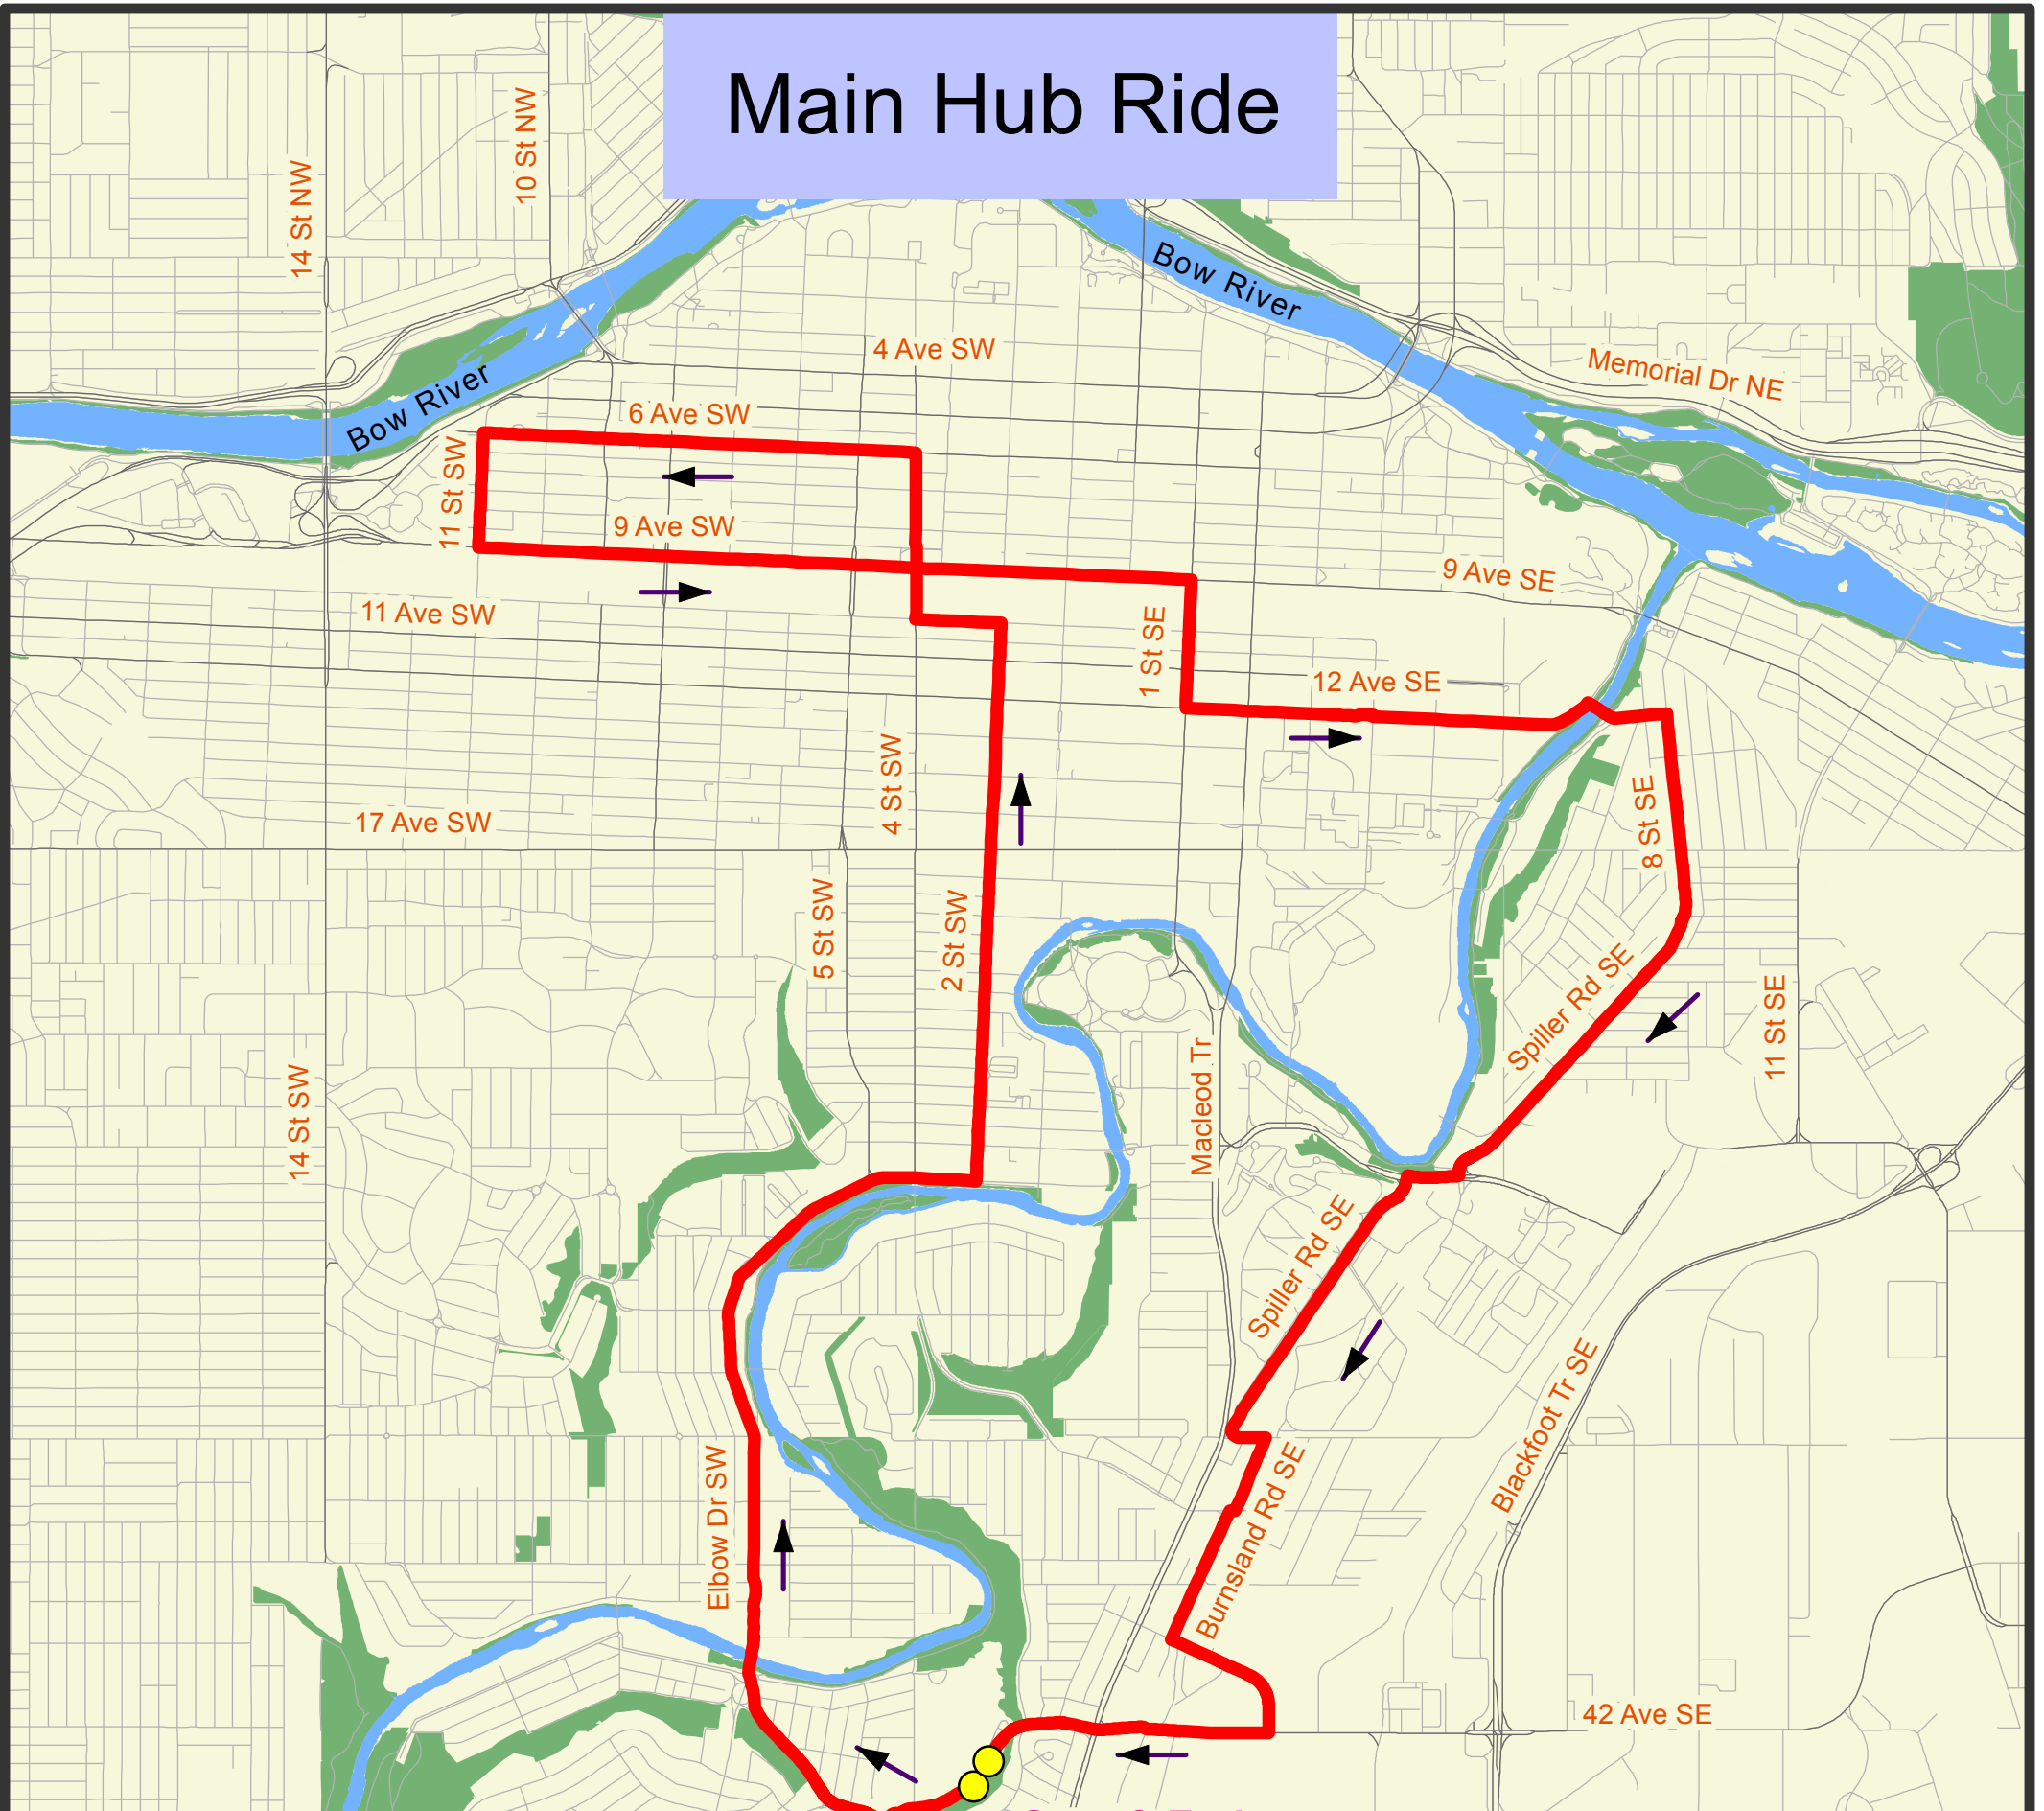 Main Hub Ride
10 St NW
14 St NW
Bow River
4 Ave SW
Memorial Dr NE
Bow River
6 Ave SW
11 St SW
9 Ave SW
9 Ave SE
11 Ave SW
1 St SE
12 Ave SE
4 St SW
17 Ave SW
8 St SE
5 St SW
2 St SW
Spiller Rd SE
11 St SE
Macleod Tr
14 St SW
Spiller Rd SE
Blackfoot Tr SE
Elbow Dr SW
Burnsland Rd SE
42 Ave SE